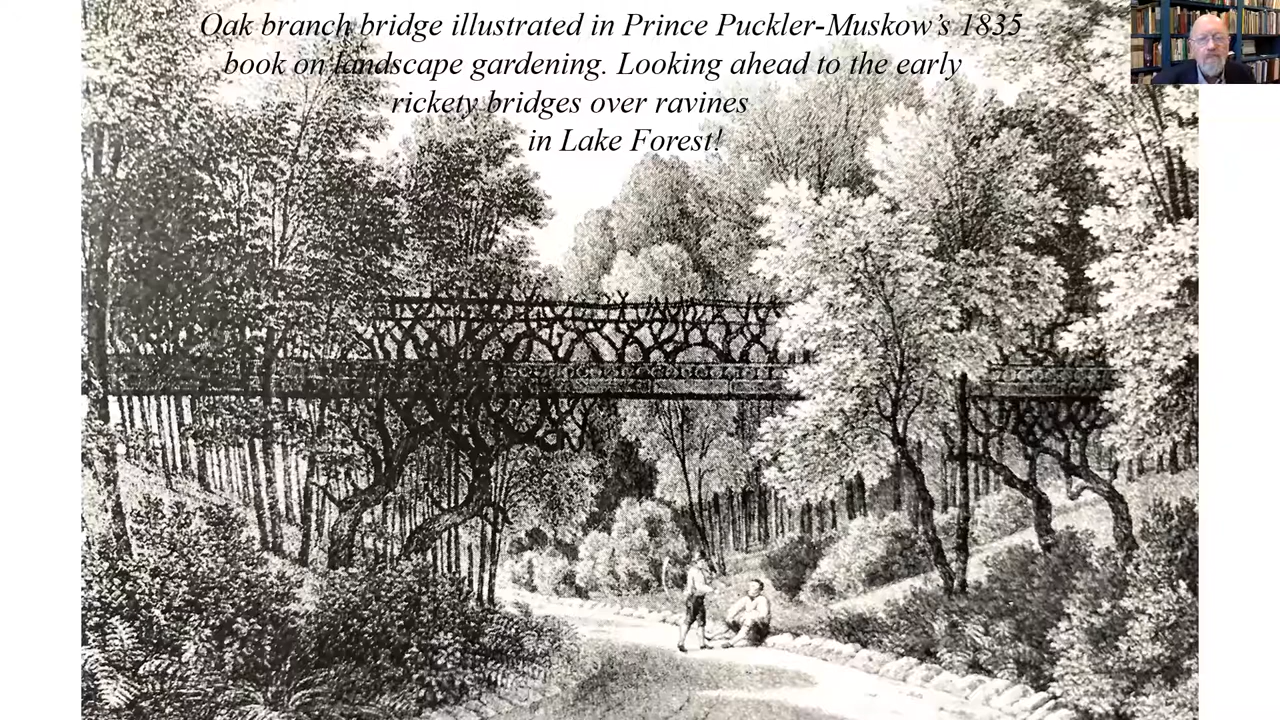 Oak branch bridge illustrated in Prince Puckler-Muskow’s 1835
book on landscape gardening. Looking ahead to the early
rickety bridges over ravines
in Lake Forest!